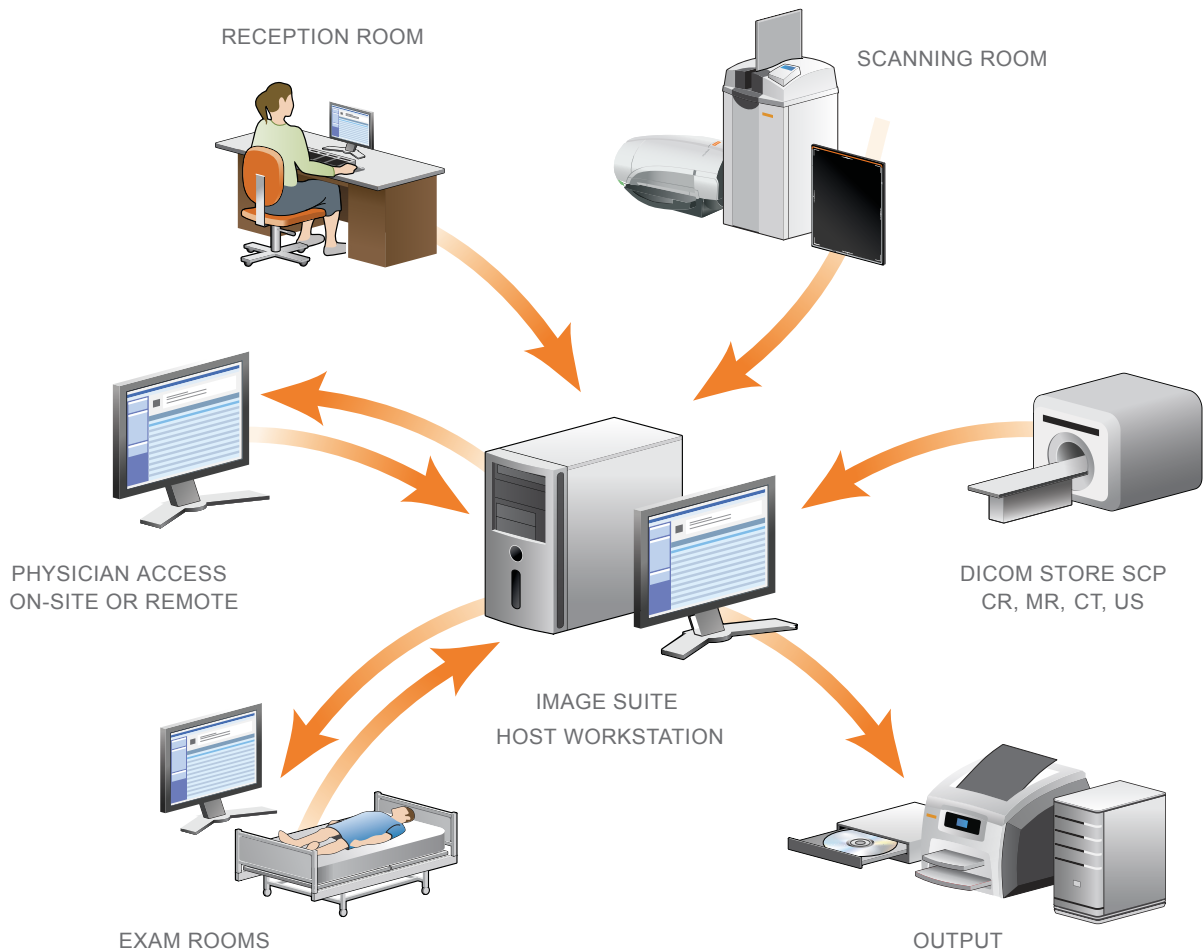 RECEPTION ROOM
SCANNING ROOM
PHYSICIAN ACCESS
ON-SITE OR REMOTE
DICOM STORE SCP
CR, MR, CT, US
IMAGE SUITE
HOST WORKSTATION
EXAM ROOMS
OUTPUT